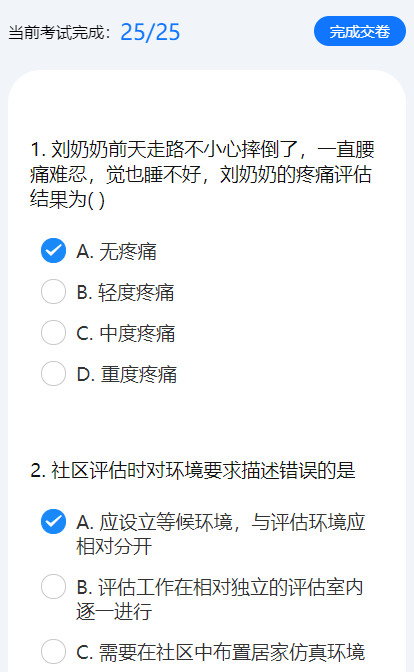 当前考试完成：25/25
完成交卷
1. 刘奶奶前天走路不小心摔倒了，一直腰
痛难忍，觉也睡不好，刘奶奶的疼痛评估
结果为( )
A. 无疼痛
B. 轻度疼痛
C. 中度疼痛
D. 重度疼痛
2. 社区评估时对环境要求描述错误的是
A. 应设立等候环境，与评估环境应
相对分开
B. 评估工作在相对独立的评估室内
逐一进行
C. 需要在社区中布置居家仿真环境